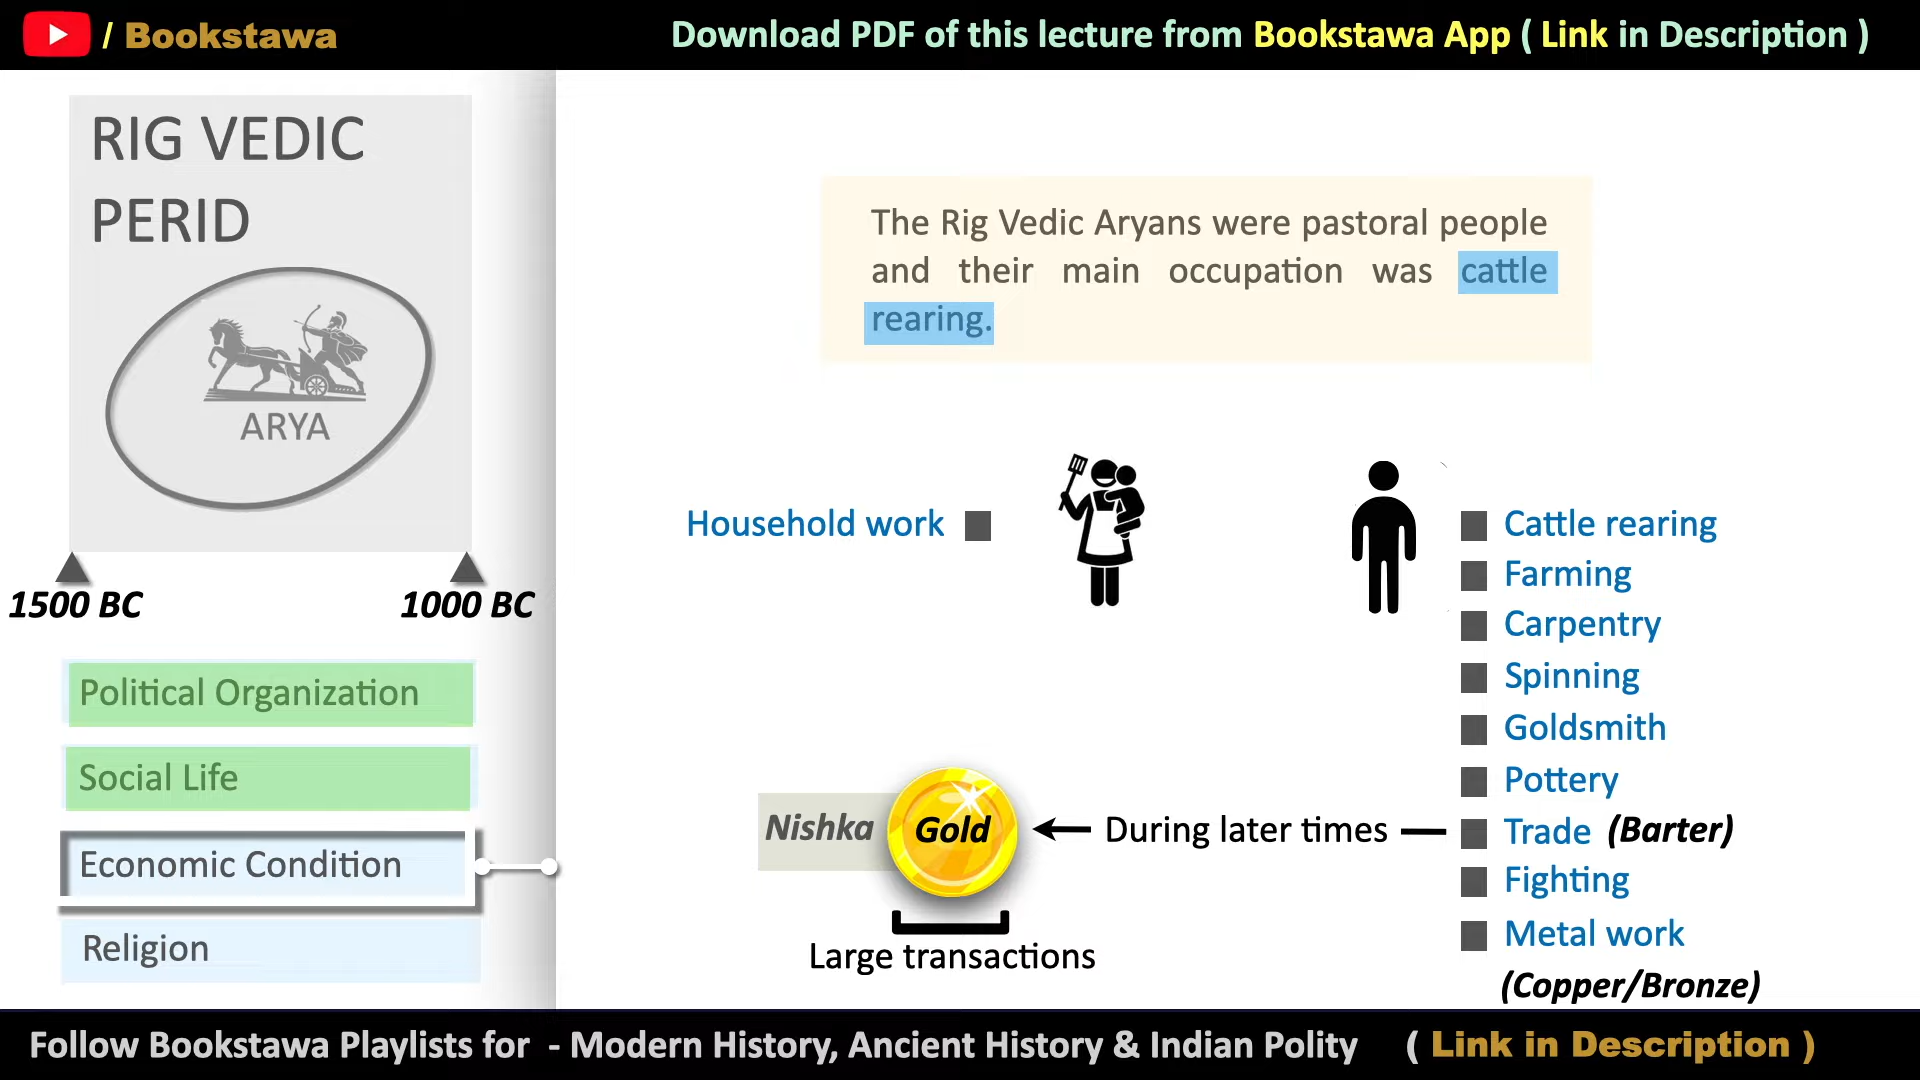 / Bookstawa
Download PDF of this lecture from Bookstawa App ( Link in Description )
RIG VEDIC
PERID
ARYA
1500 BC
1000 BC
Political Organization
Social Life
Economic Condition
Religion
The Rig Vedic Aryans were pastoral people
and their main occupation was cattle
rearing.
Household work
Cattle rearing
Farming
Carpentry
Spinning
Goldsmith
Pottery
Trade (Barter)
Fighting
Metal work
(Copper/Bronze)
During later times
Nishka
Gold
Large transactions
Follow Bookstawa Playlists for - Modern History, Ancient History & Indian Polity ( Link in Description )